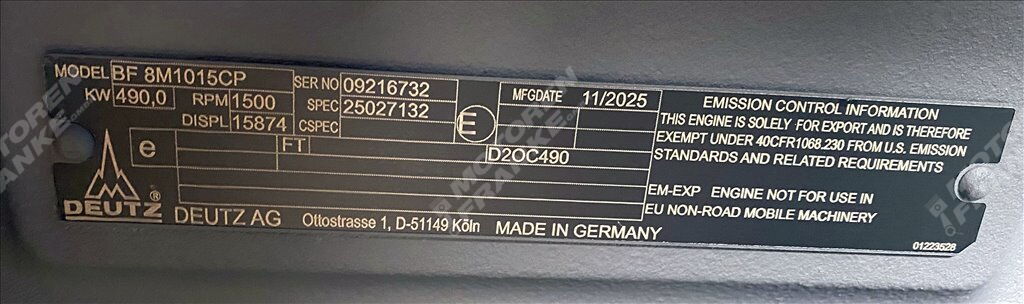 MODEL BF 8M1015CP
KW 490,0 RPM 1500
DISPL 15874
SER NO 09216732
SPEC 25027132
CSPEC
E
MFGDATE 11/2025
e
FT
D2OC490
EMISSION CONTROL INFORMATION
THIS ENGINE IS SOLELY FOR EXPORT AND IS THEREFORE
EXEMPT UNDER 40CFR1068.230 FROM U.S. EMISSION
STANDARDS AND RELATED REQUIREMENTS
EM-EXP ENGINE NOT FOR USE IN
EU NON-ROAD MOBILE MACHINERY
®
DEUTZ DEUTZ AG Ottostrasse 1, D-51149 Köln MADE IN GERMANY
01223528
MOTOREN
FRANKE